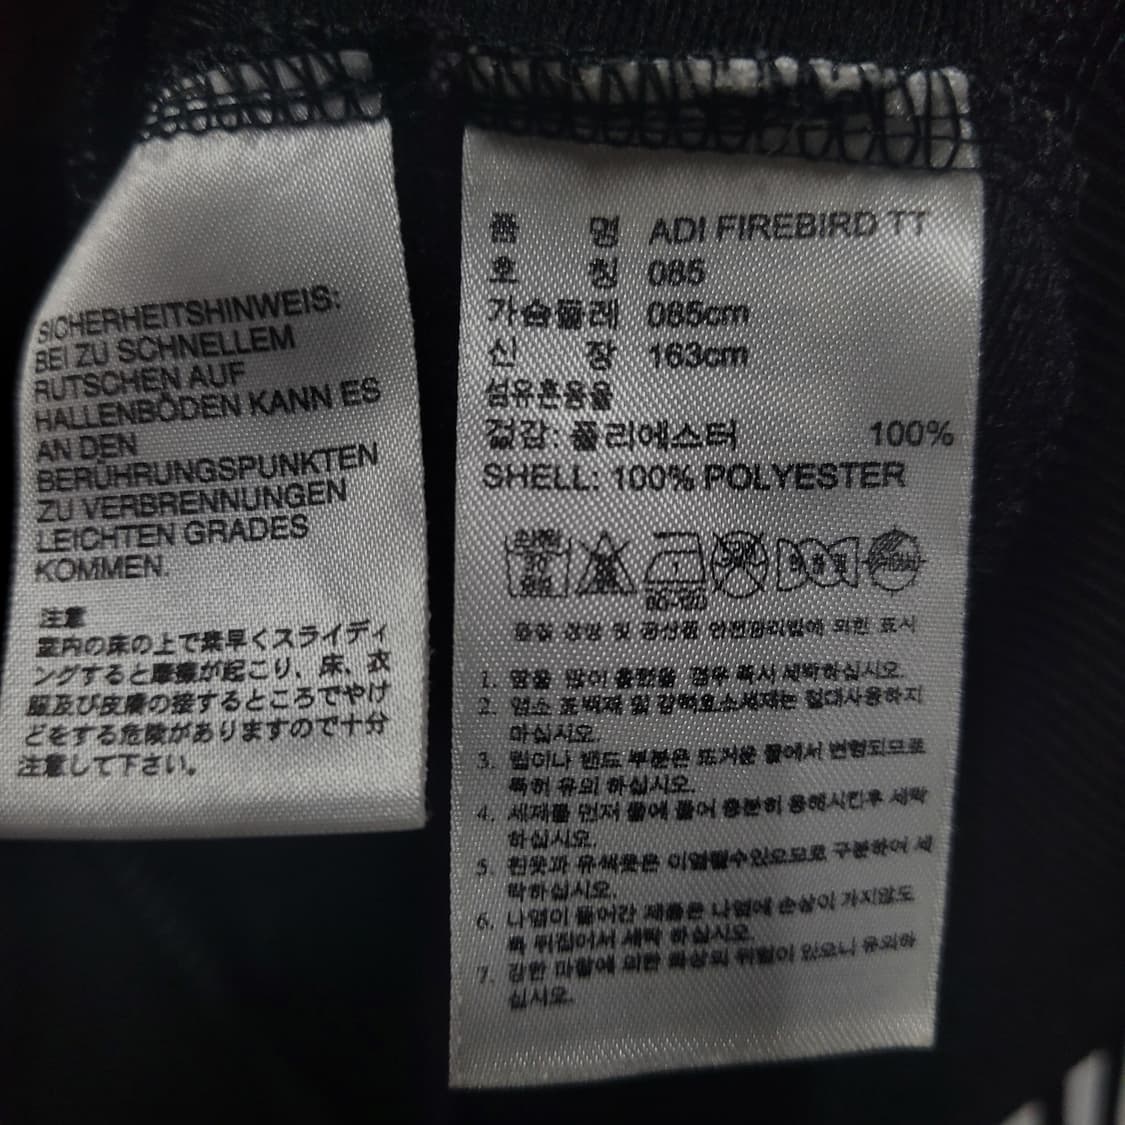 SICHERHEITSHINWEIS:
BEI ZU SCHNELLEM
RUTSCHEN AUF
HALLENBÖDEN KANN ES
AN DEN
BERÜHRUNGSPUNKTEN
ZU VERBRENNUNGEN
LEICHTEN GRADES
KOMMEN.
注意
室内の床の上で素早くスライディ
ングすると摩擦が起こり、床、衣
服及び皮膚の接するところでやけ
どをする危険がありますので十分
注意して下さい。
품 명 ADI FIREBIRD TT
호 칭 085
가슴둘레 085cm
신 장 163cm
섬유혼용율
겉감: 폴리에스터 100%
SHELL: 100% POLYESTER
80-120
품질 경영 및 공산품 안전관리법에 의한 표시
1. 땀을 많이 흘렸을 경우 즉시 세탁하십시오.
2. 염소 표백제 및 강력효소세제는 절대사용하지
마십시오.
3. 립이나 밴드 부분은 뜨거운 물에서 변형되므로
특히 유의 하십시오.
4. 세제를 먼저 물에 풀어 충분히 용해시킨후 세탁
하십시오.
5. 흰옷과 유색옷은 이염될수있으므로 구분하여 세
탁하십시오.
6. 나염이 들어간 제품은 나염에 손상이 가지않도
록 뒤집어서 세탁 하십시오.
7. 강한 마찰에 의한 화상의 위험이 있으니 유의하
십시오.